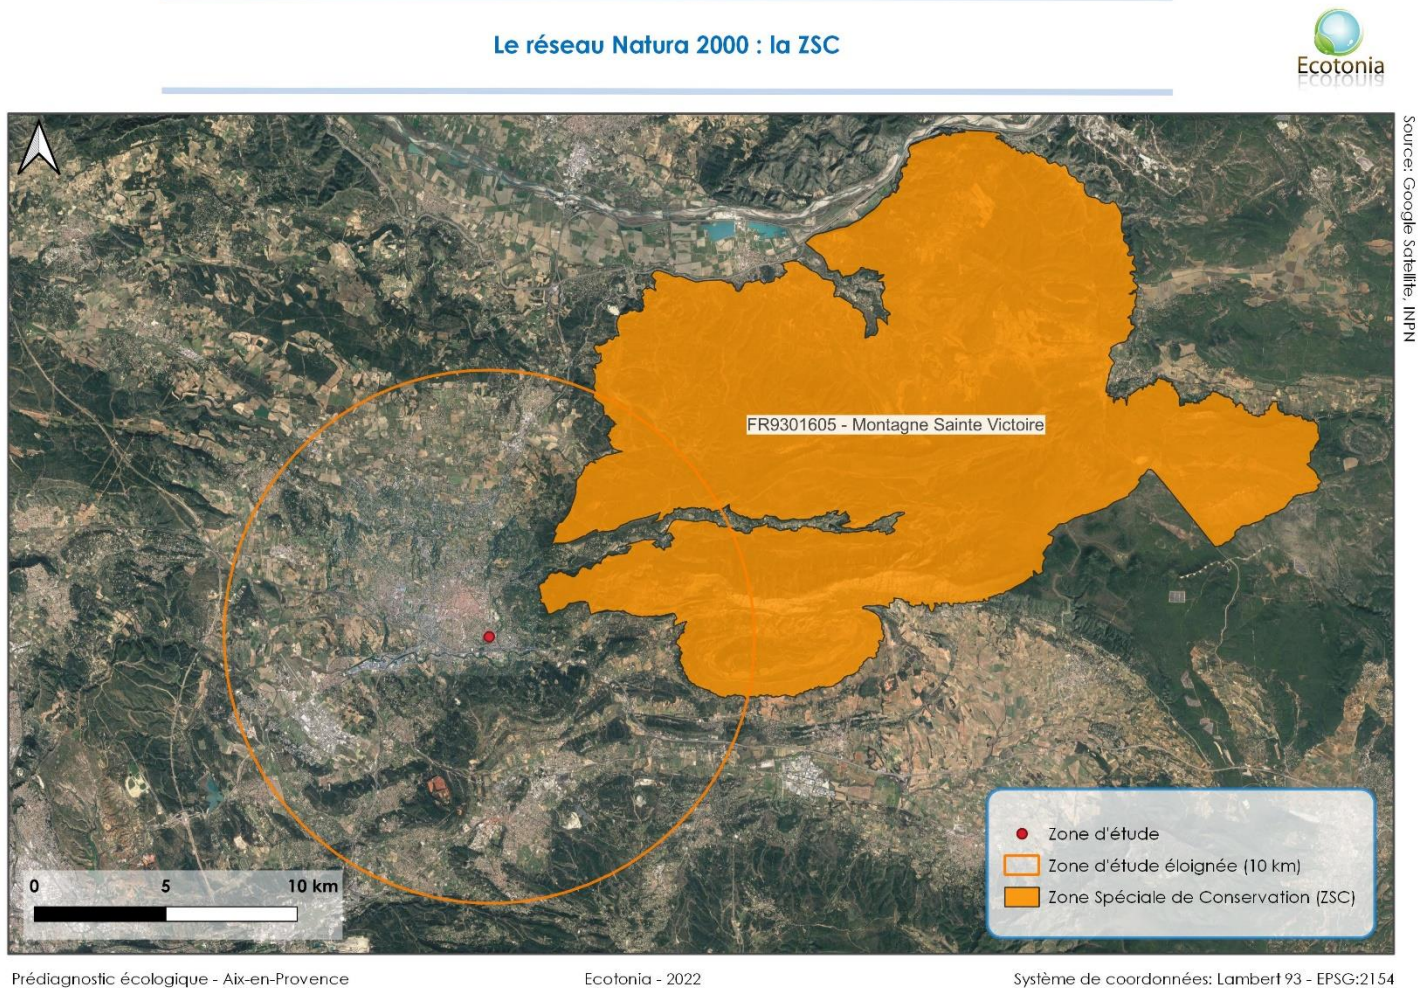 Le réseau Natura 2000 : la ZSC
Ecotonia
Source: Google Satellite, INPN
FR9301605 - Montagne Sainte Victoire
Zone d'étude
Zone d'étude éloignée (10 km)
Zone Spéciale de Conservation (ZSC)
0 5 10 km
Prédiagnostic écologique - Aix-en-Provence
Ecotonia - 2022
Système de coordonnées: Lambert 93 - EPSG:2154